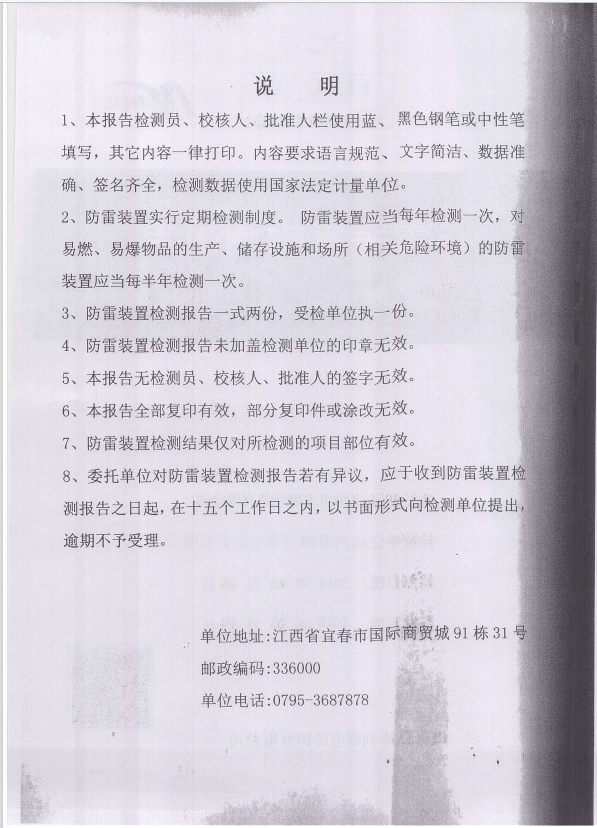 说 明
1、本报告检测员、校核人、批准人栏使用蓝、黑色钢笔或中性笔
填写，其它内容一律打印。内容要求语言规范、文字简洁、数据准
确、签名齐全，检测数据使用国家法定计量单位。
2、防雷装置实行定期检测制度。 防雷装置应当每年检测一次，对
易燃、易爆物品的生产、储存设施和场所（相关危险环境）的防雷
装置应当每半年检测一次。
3、防雷装置检测报告一式两份，受检单位执一份。
4、防雷装置检测报告未加盖检测单位的印章无效。
5、本报告无检测员、校核人、批准人的签字无效。
6、本报告全部复印有效，部分复印件或涂改无效。
7、防雷装置检测结果仅对所检测的项目部位有效。
8、委托单位对防雷装置检测报告若有异议，应于收到防雷装置检
测报告之日起，在十五个工作日之内，以书面形式向检测单位提出，
逾期不予受理。
单位地址:江西省宜春市国际商贸城 91 栋 31 号
邮政编码:336000
单位电话:0795-3687878